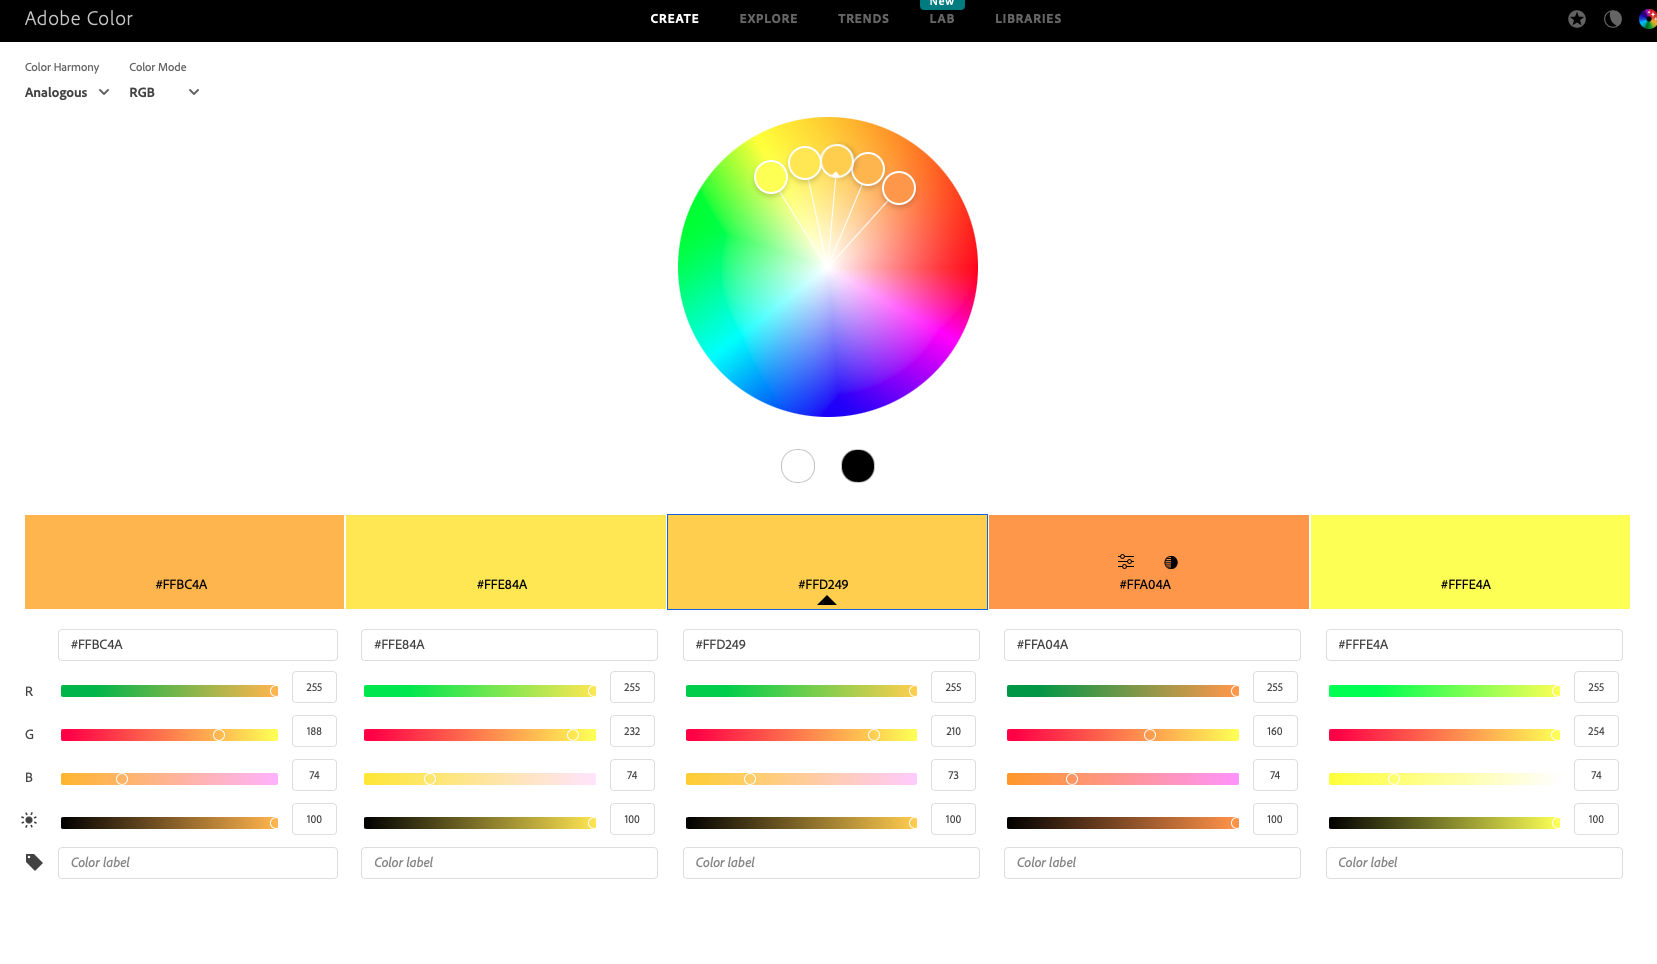 Adobe Color
CREATE
EXPLORE
TRENDS
New
LAB
LIBRARIES
Color Harmony
Color Mode
Analogous
RGB
#FFBC4A
#FFE84A
#FFD249
#FFA04A
#FFFE4A
#FFBC4A
#FFE84A
#FFD249
#FFA04A
#FFFE4A
R
255
255
255
255
255
G
188
232
210
160
254
B
74
74
73
74
74
100
100
100
100
100
Color label
Color label
Color label
Color label
Color label